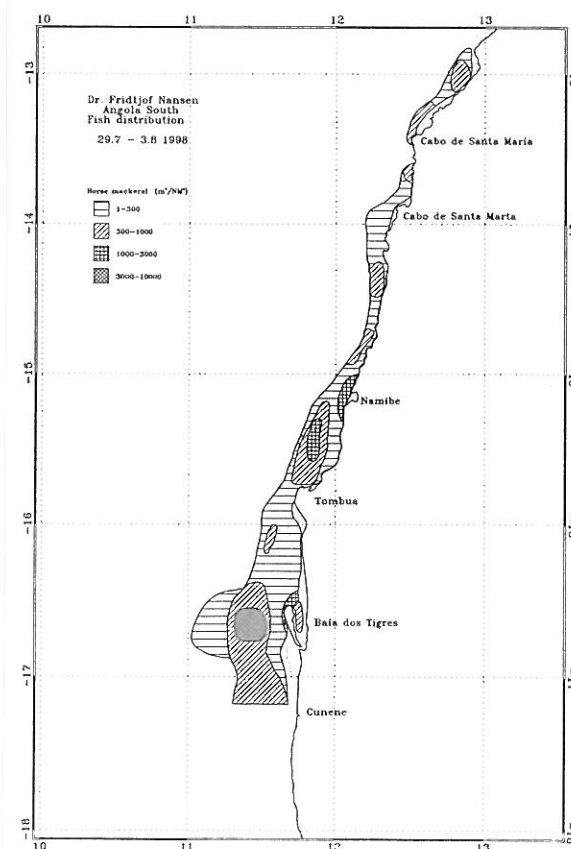 10 11 12 13
Dr. Fridtjof Nansen
Angola South
Fish distribution
29.7 - 3.8 1998
Horse mackerel (m²/NM²)
1-300
300-1000
1000-3000
3000-10000
-13
-14
-15
-16
-17
-18
Cabo de Santa Maria
Cabo de Santa Marta
Namibe
Tombua
Baía dos Tigres
Cunene
10 11 12 13